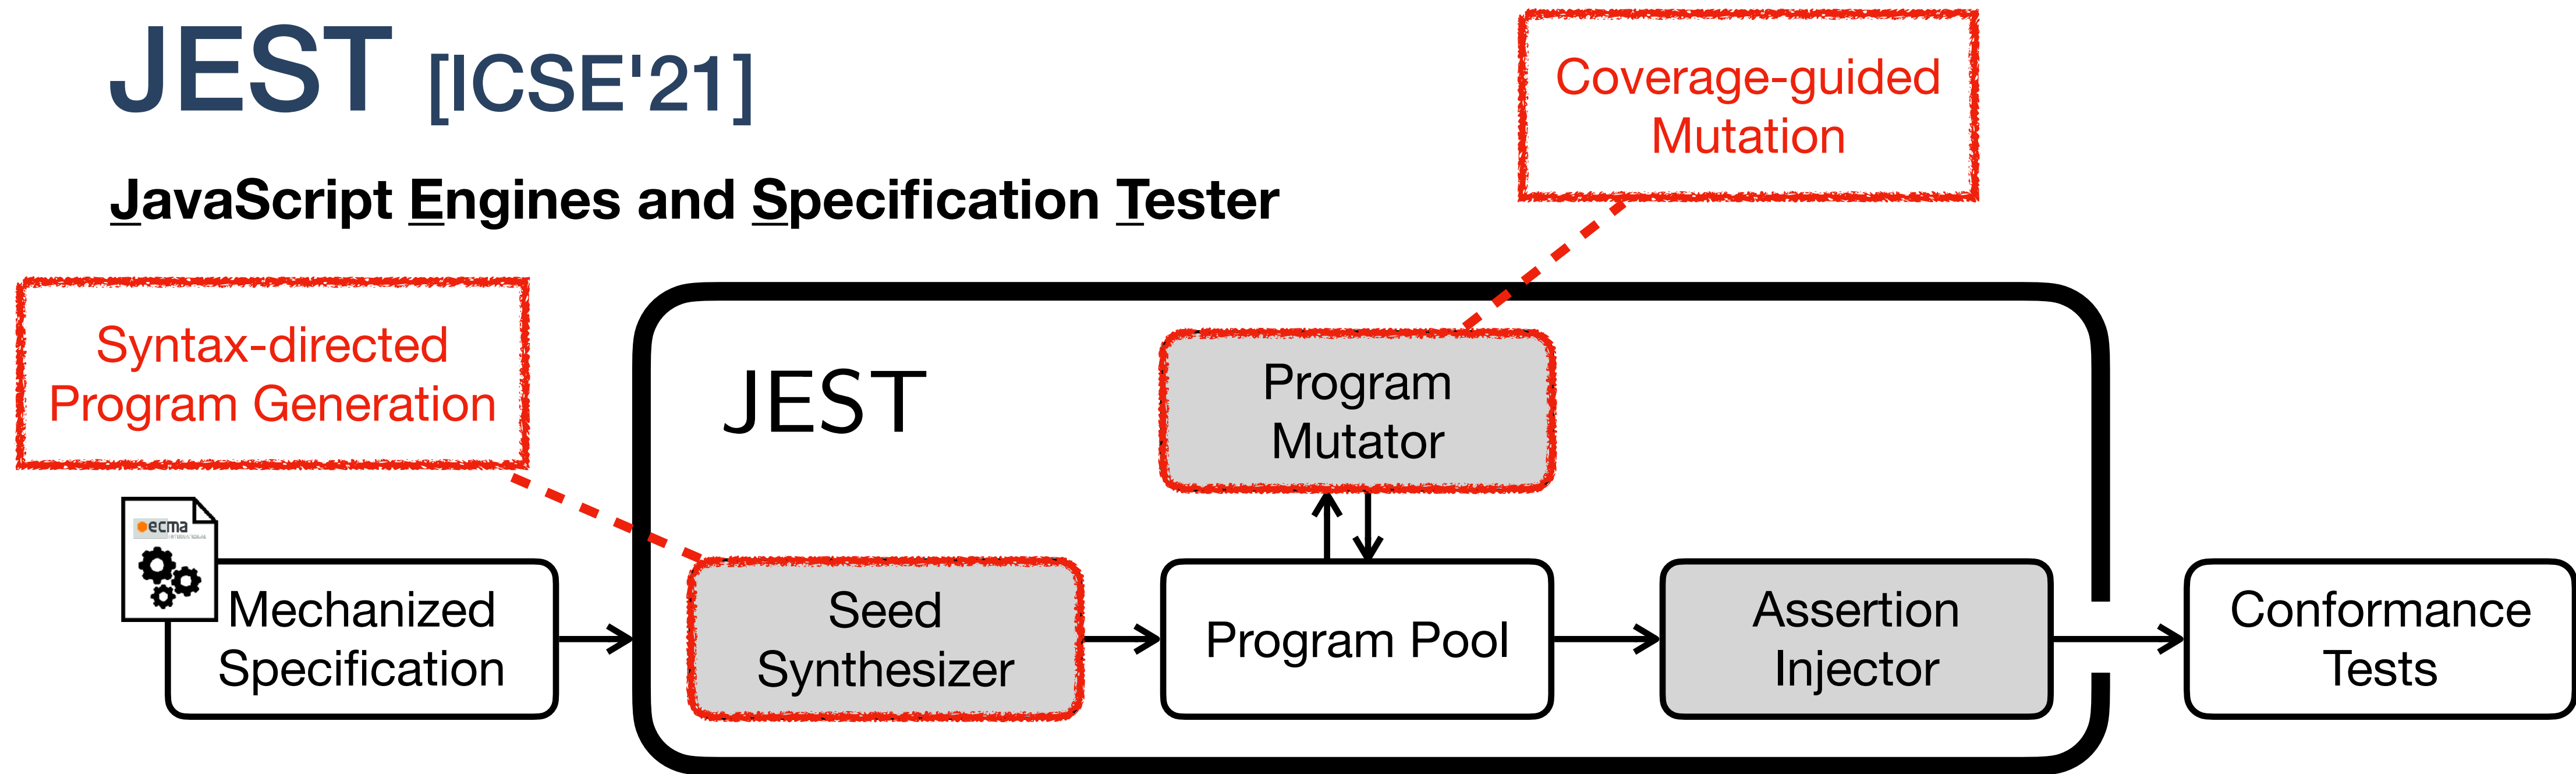 JEST [ICSE'21]
JavaScript Engines and Specification Tester
Coverage-guided
Mutation
Syntax-directed
Program Generation
JEST
Program
Mutator
ecma
Mechanized
Specification
Seed
Synthesizer
Program Pool
Assertion
Injector
Conformance
Tests